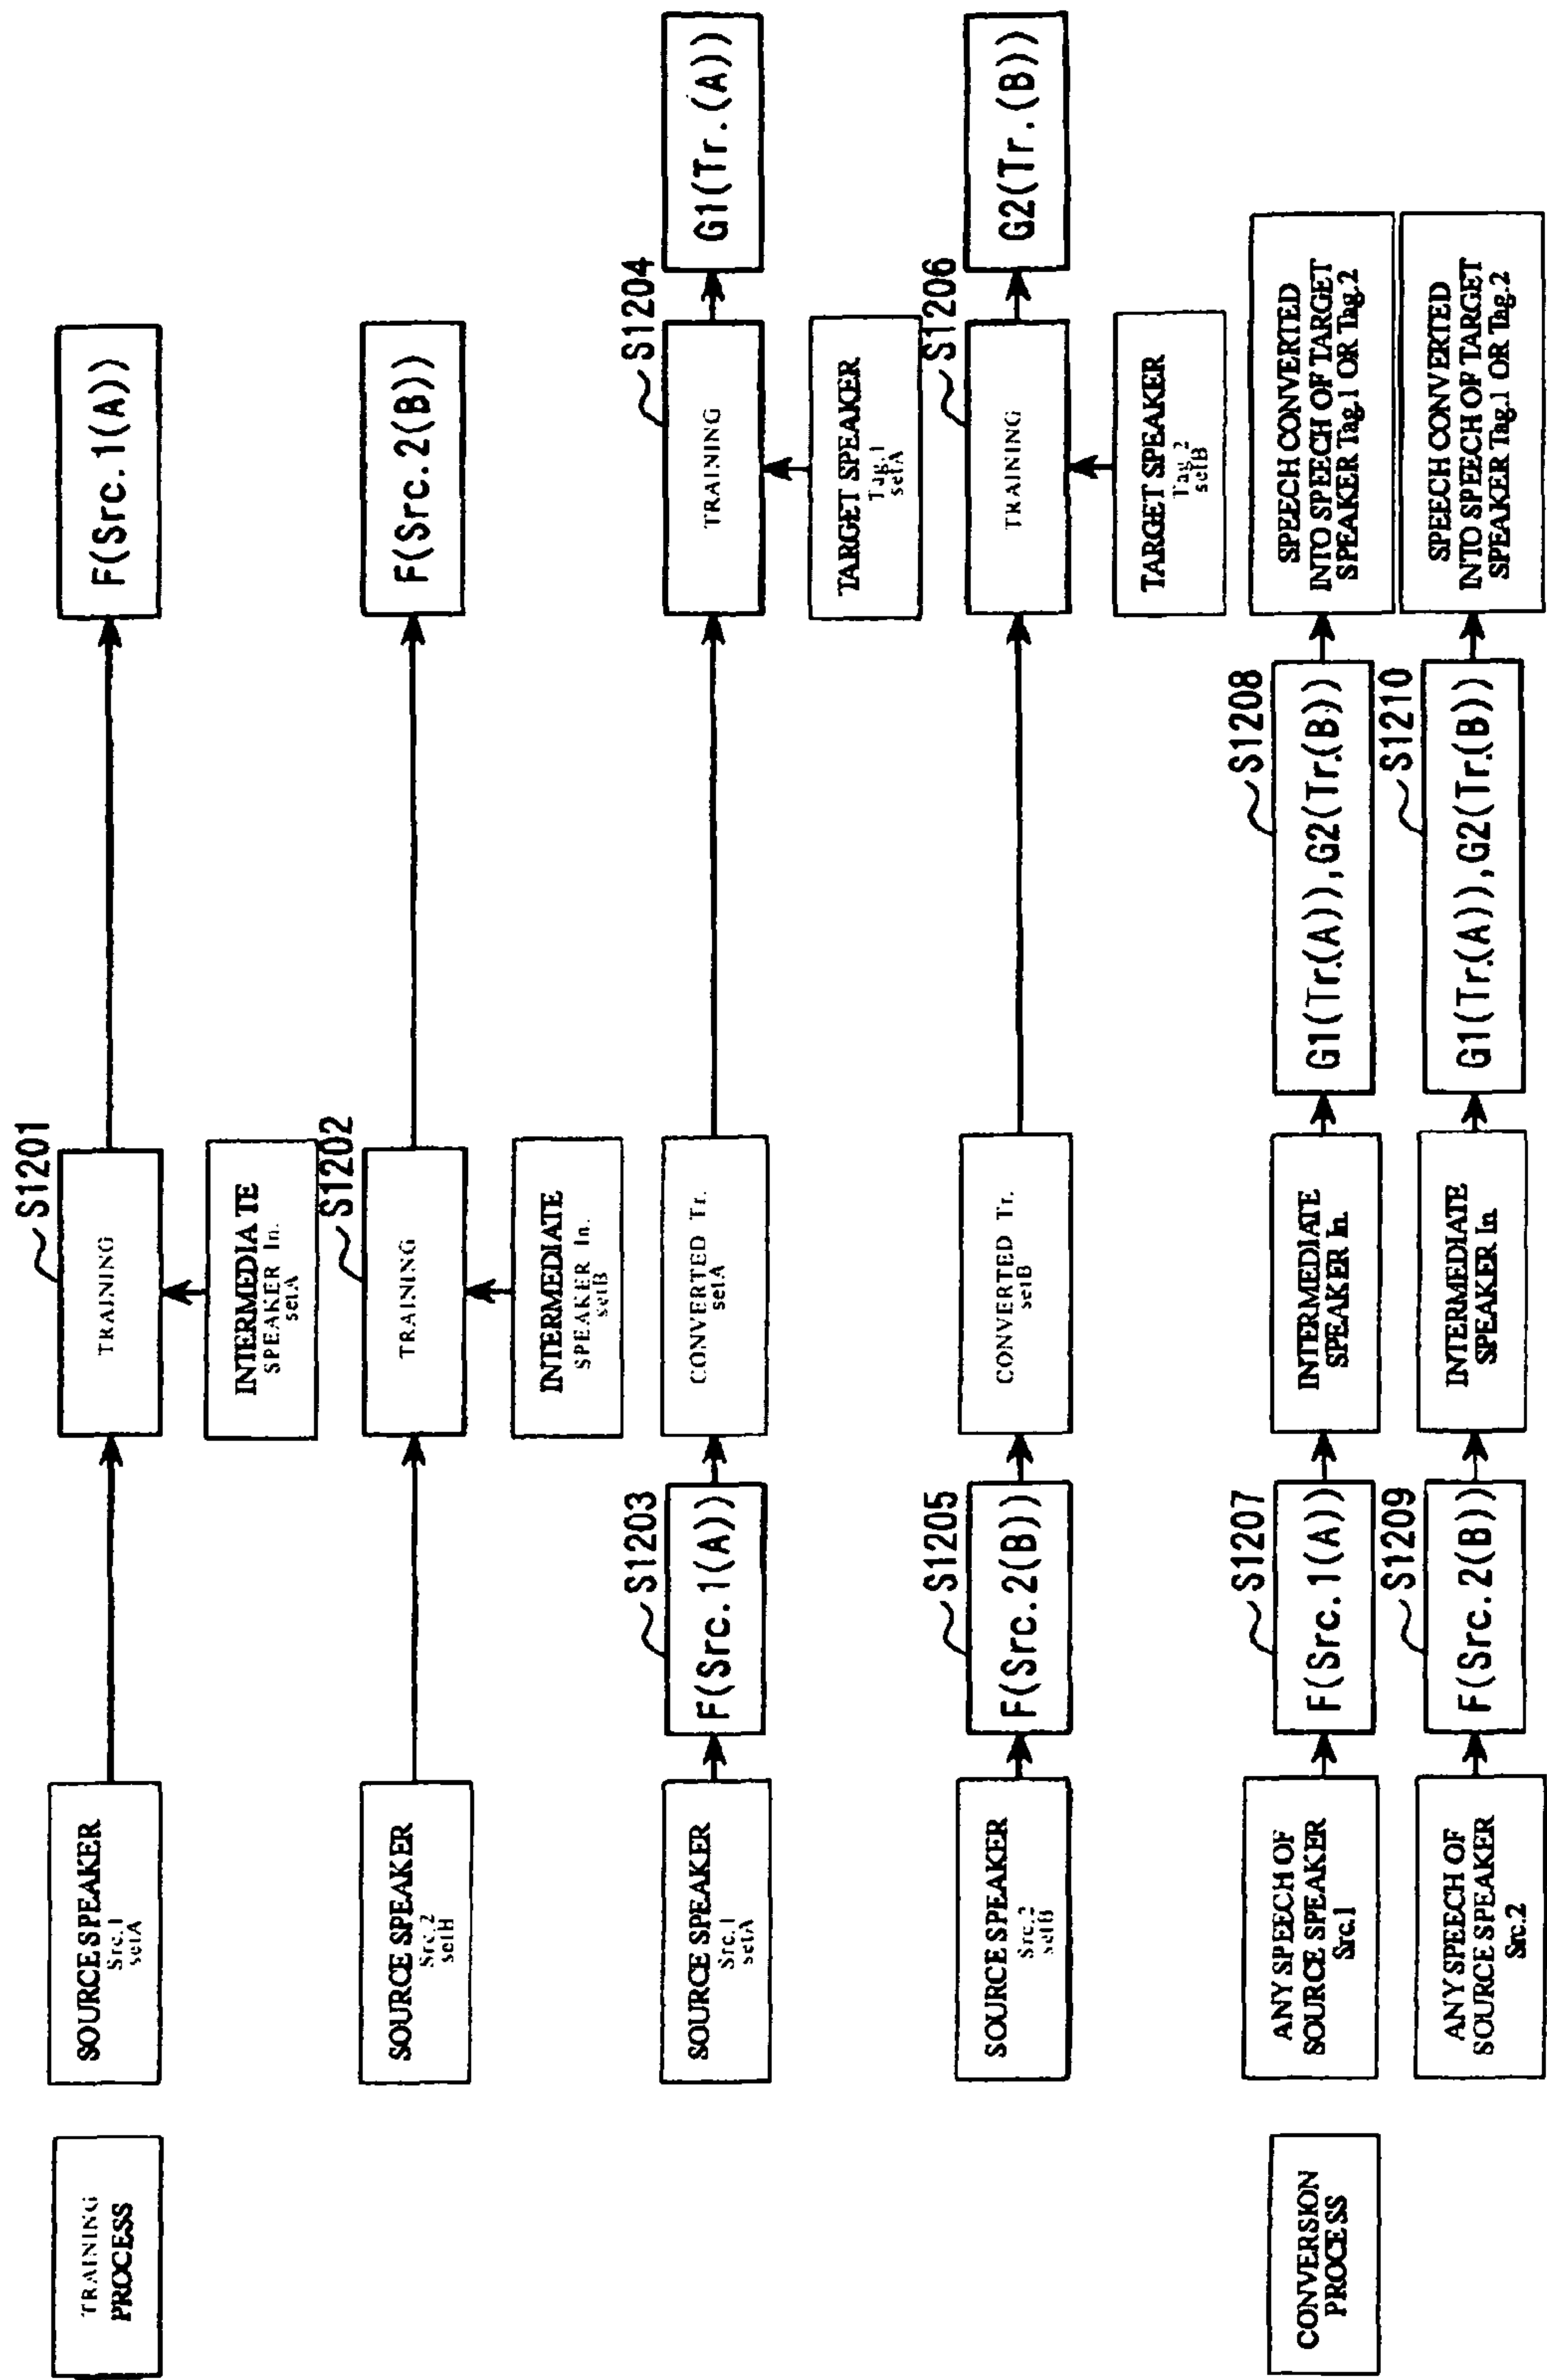 TRAINING
PROCESS
SOURCE SPEAKER
Src.1
setA
S1201
TRAINING
INTERMEDIATE
SPEAKER In.
setA
F(Src.1(A))
SOURCE SPEAKER
Src.2
setB
S1202
TRAINING
INTERMEDIATE
SPEAKER In.
setB
F(Src.2(B))
SOURCE SPEAKER
Src.1
setA
S1203
F(Src.1(A))
CONVERTED Tr.
setA
S1204
TRAINING
TARGET SPEAKER
Tag.1
setA
G1(Tr.(A))
SOURCE SPEAKER
Src.2
setB
S1205
F(Src.2(B))
CONVERTED Tr.
setB
S1206
TRAINING
TARGET SPEAKER
Tag.2
setB
G2(Tr.(B))
CONVERSION
PROCESS
ANY SPEECH OF
SOURCE SPEAKER
Src.1
S1207
F(Src.1(A))
INTERMEDIATE
SPEAKER In.
S1208
G1(Tr.(A)),G2(Tr.(B))
SPEECH CONVERTED
INTO SPEECH OF TARGET
SPEAKER Tag.1 OR Tag.2
ANY SPEECH OF
SOURCE SPEAKER
Src.2
S1209
F(Src.2(B))
INTERMEDIATE
SPEAKER In.
S1210
G1(Tr.(A)),G2(Tr.(B))
SPEECH CONVERTED
INTO SPEECH OF TARGET
SPEAKER Tag.1 OR Tag.2